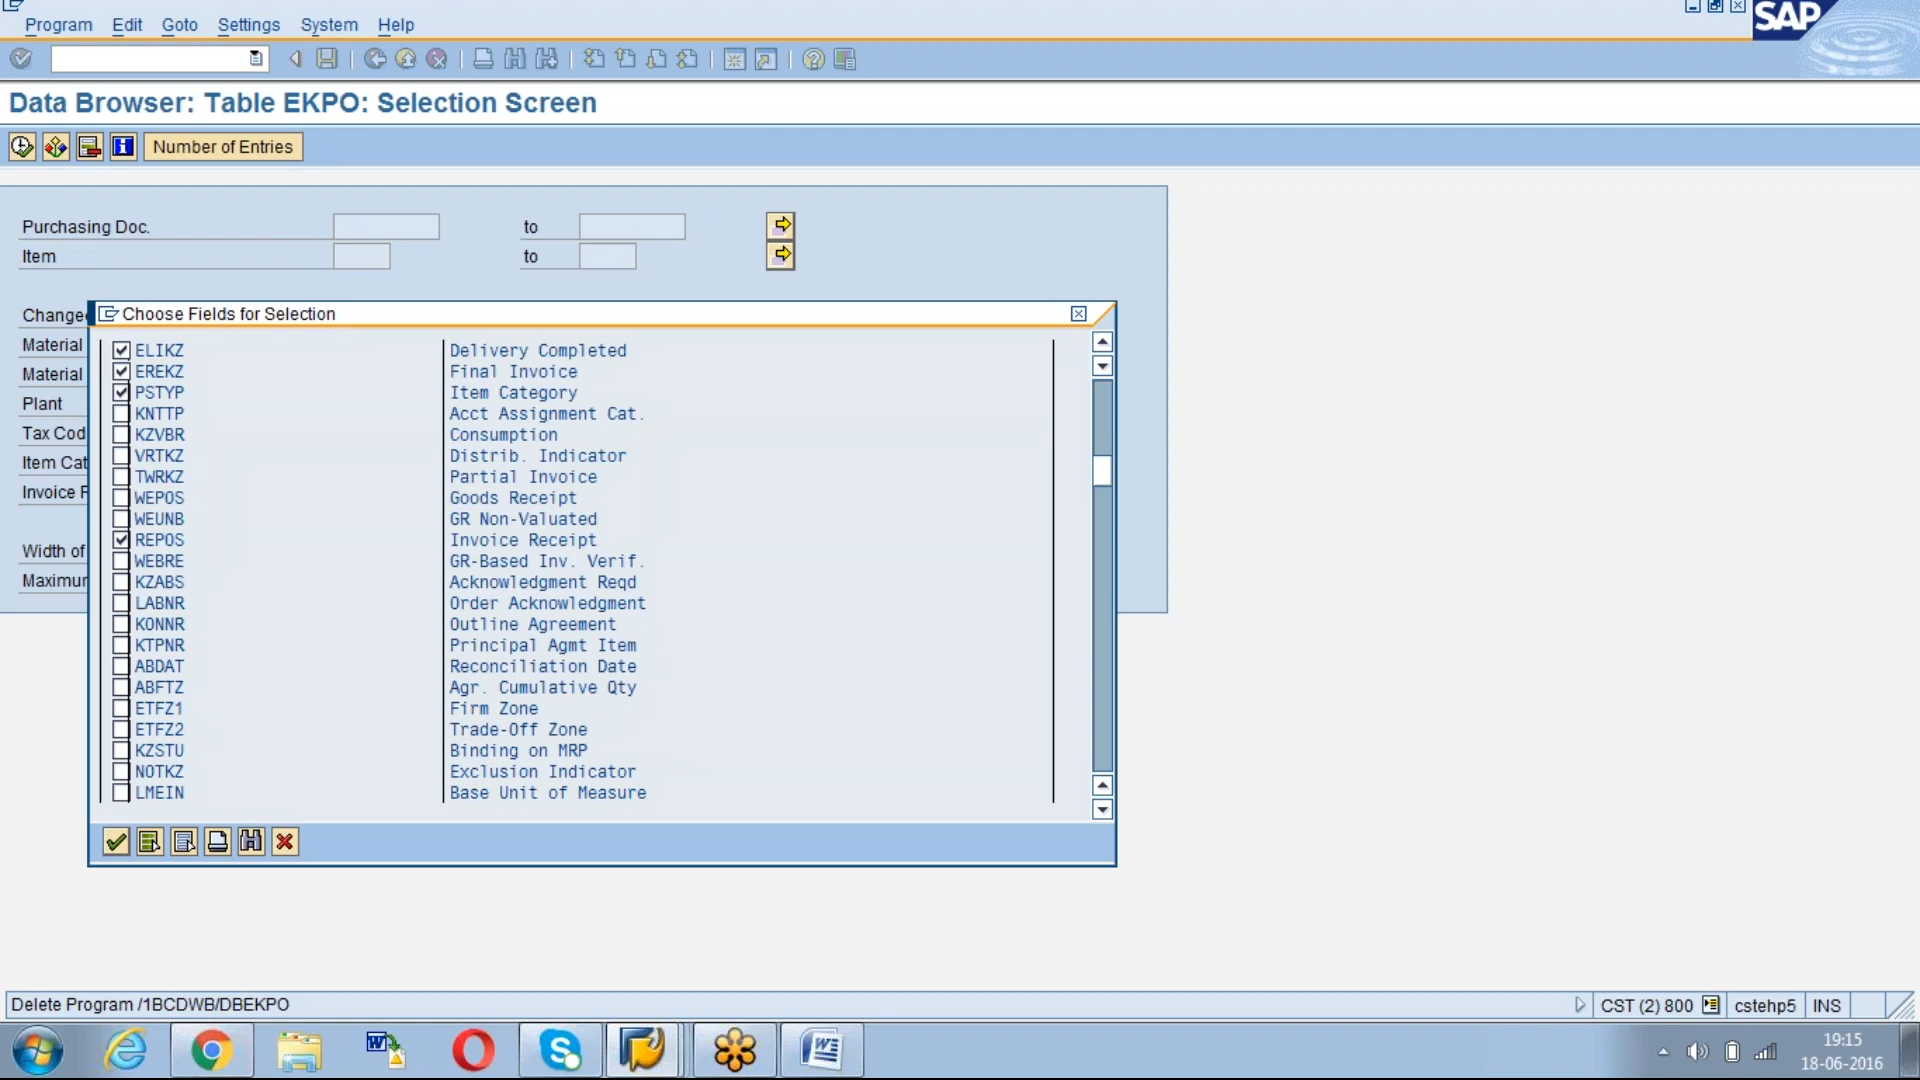 Program Edit Goto Settings System Help
SAP
Data Browser: Table EKPO: Selection Screen
Number of Entries
Purchasing Doc. to
Item to
Change
Choose Fields for Selection
Material
ELIKZ Delivery Completed
EREKZ Final Invoice
Material
PSTYP Item Category
Plant
KNTTP Acct Assignment Cat.
Tax Cod
KZVBR Consumption
Item Cat
VRTKZ Distrib. Indicator
TWRKZ Partial Invoice
Invoice F
WEPOS Goods Receipt
WEUNB GR Non-Valuated
REPOS Invoice Receipt
Width of
WEBRE GR-Based Inv. Verif.
Maximur
KZABS Acknowledgment Reqd
LABNR Order Acknowledgment
KONNR Outline Agreement
KTPNR Principal Agmt Item
ABDAT Reconciliation Date
ABFTZ Agr. Cumulative Qty
ETFZ1 Firm Zone
ETFZ2 Trade-Off Zone
KZSTU Binding on MRP
NOTKZ Exclusion Indicator
LMEIN Base Unit of Measure
Delete Program /1BCDWB/DBEKPO
CST (2) 800 cstehp5 INS
19:15
18-06-2016